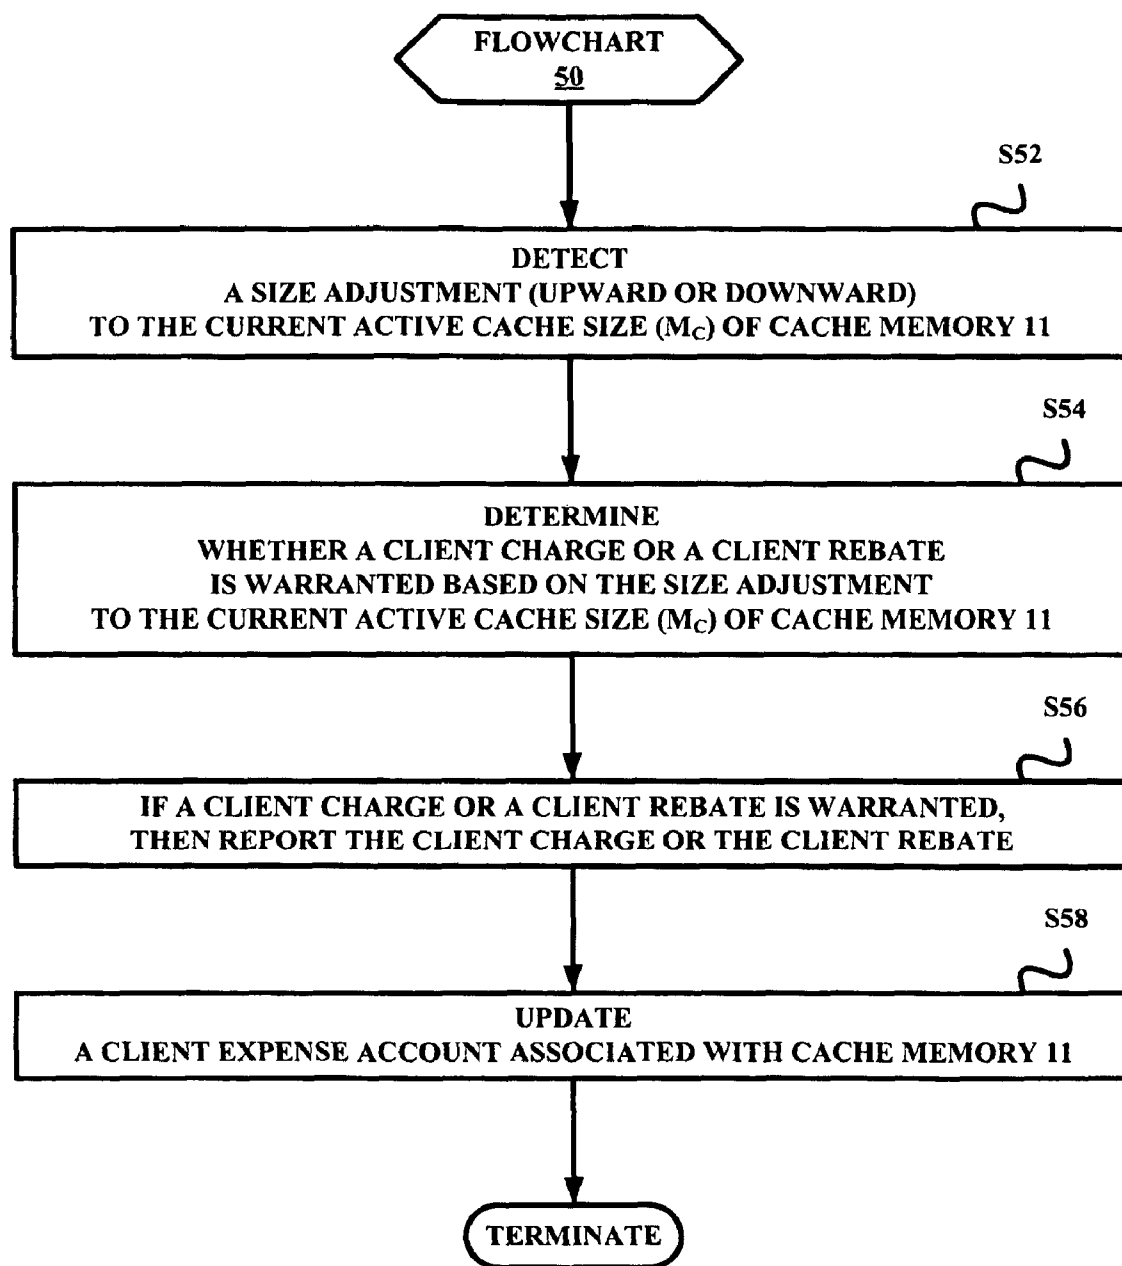 FLOWCHART
50
S52
DETECT
A SIZE ADJUSTMENT (UPWARD OR DOWNWARD)
TO THE CURRENT ACTIVE CACHE SIZE (MC) OF CACHE MEMORY 11
S54
DETERMINE
WHETHER A CLIENT CHARGE OR A CLIENT REBATE
IS WARRANTED BASED ON THE SIZE ADJUSTMENT
TO THE CURRENT ACTIVE CACHE SIZE (MC) OF CACHE MEMORY 11
S56
IF A CLIENT CHARGE OR A CLIENT REBATE IS WARRANTED,
THEN REPORT THE CLIENT CHARGE OR THE CLIENT REBATE
S58
UPDATE
A CLIENT EXPENSE ACCOUNT ASSOCIATED WITH CACHE MEMORY 11
TERMINATE